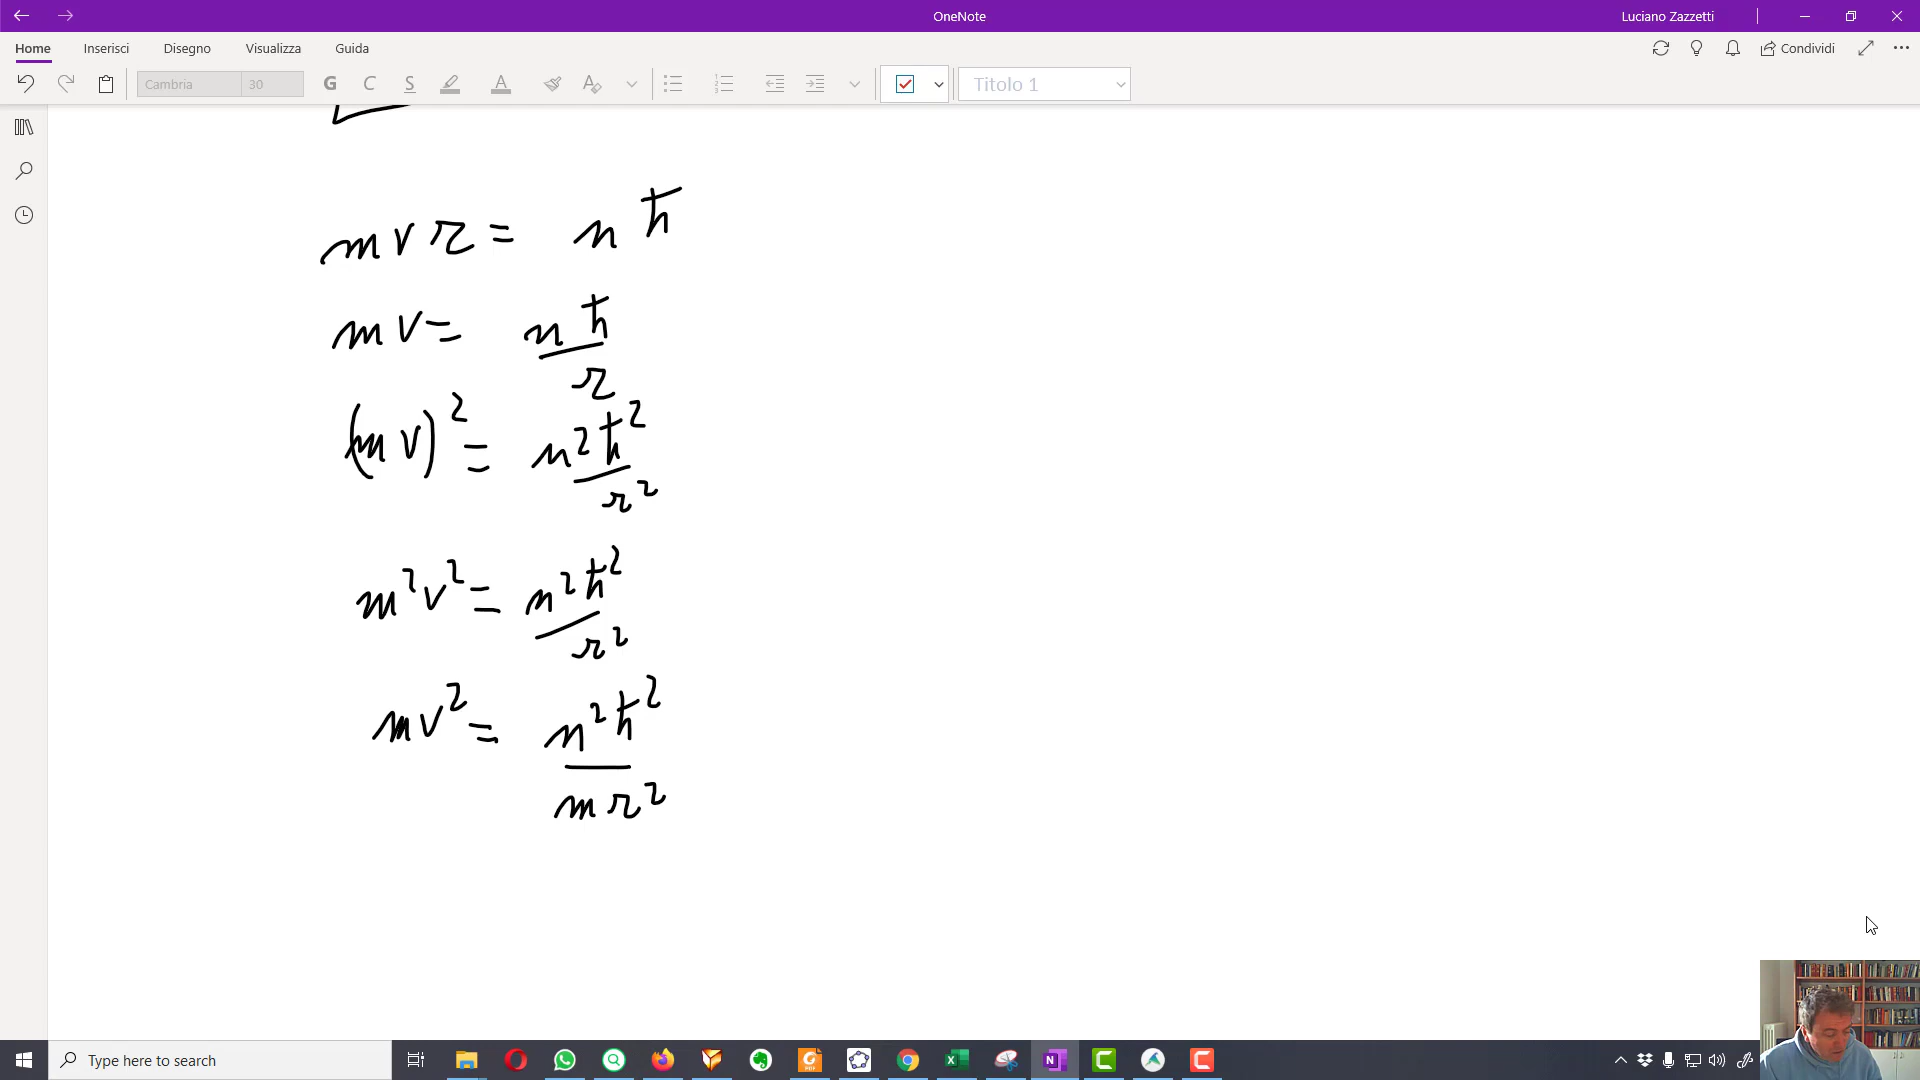 OneNote
Luciano Zazzetti
Home Inserisci Disegno Visualizza Guida
Condividi
Cambria 30 G C S A Titolo 1
m v r = n ħ
m v = n ħ / r
(m v)² = n² ħ² / r²
m² v² = n² ħ² / r²
m v² = n² ħ² / m r²
Type here to search